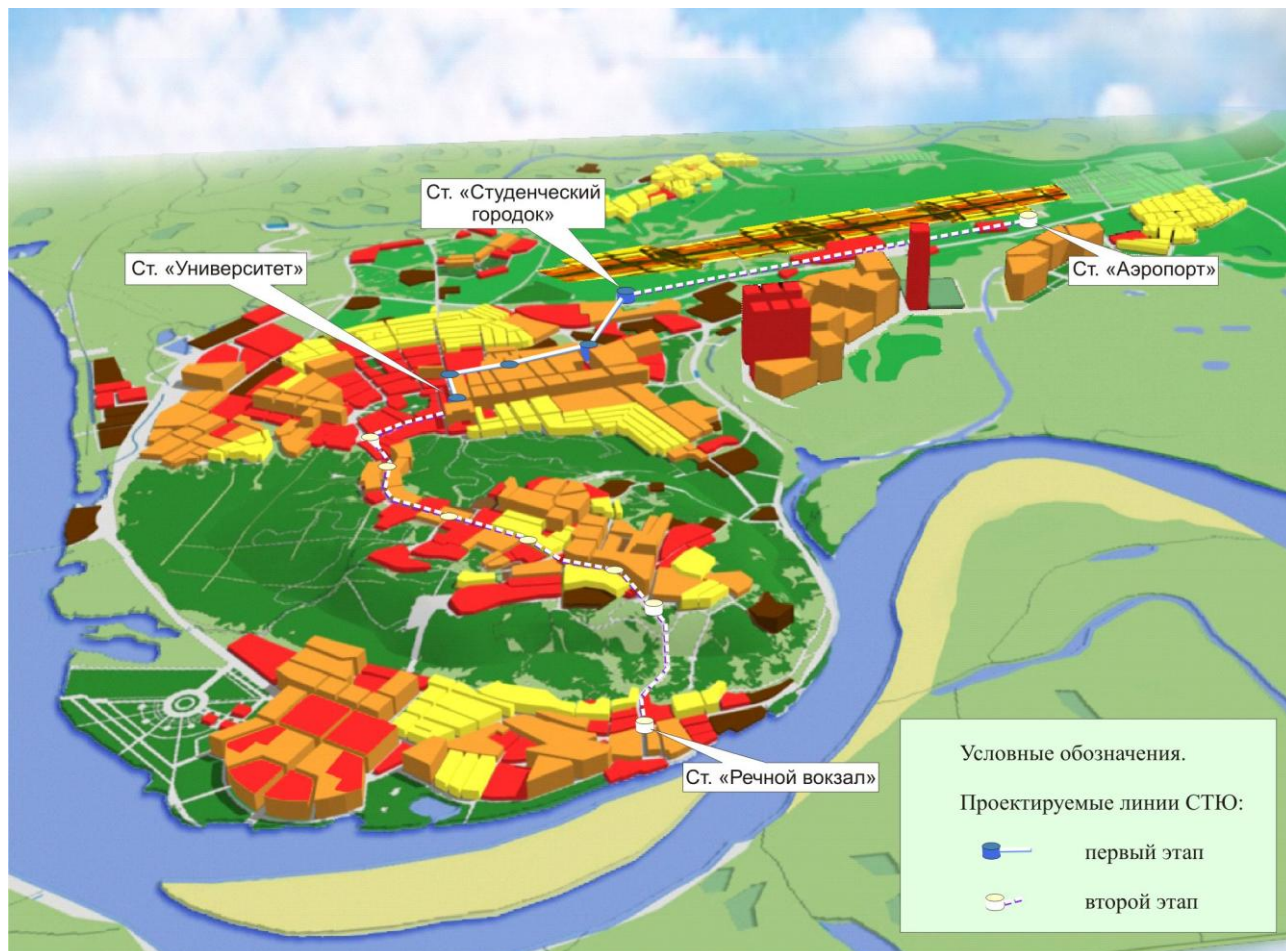 Ст. «Студенческий
городок»
Ст. «Университет»
Ст. «Аэропорт»
Ст. «Речной вокзал»
Условные обозначения.
Проектируемые линии СТЮ:
первый этап
второй этап